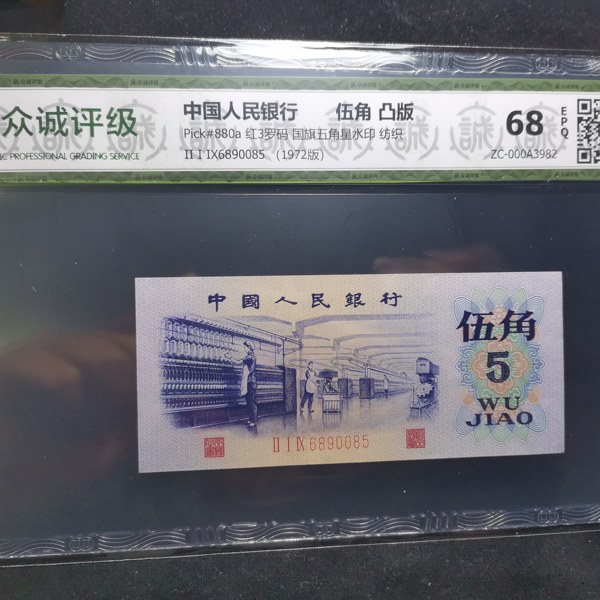 众诚评级
C PROFESSIONAL GRADING SERVICE
中国人民银行 伍角 凸版
Pick#880a 红3罗码 国旗五角星水印 纺织
II I IX6890085 (1972版)
68 EPQ
ZC-000A3982
中國人民銀行
伍角
5
WU
JIAO
II I IX 6890085